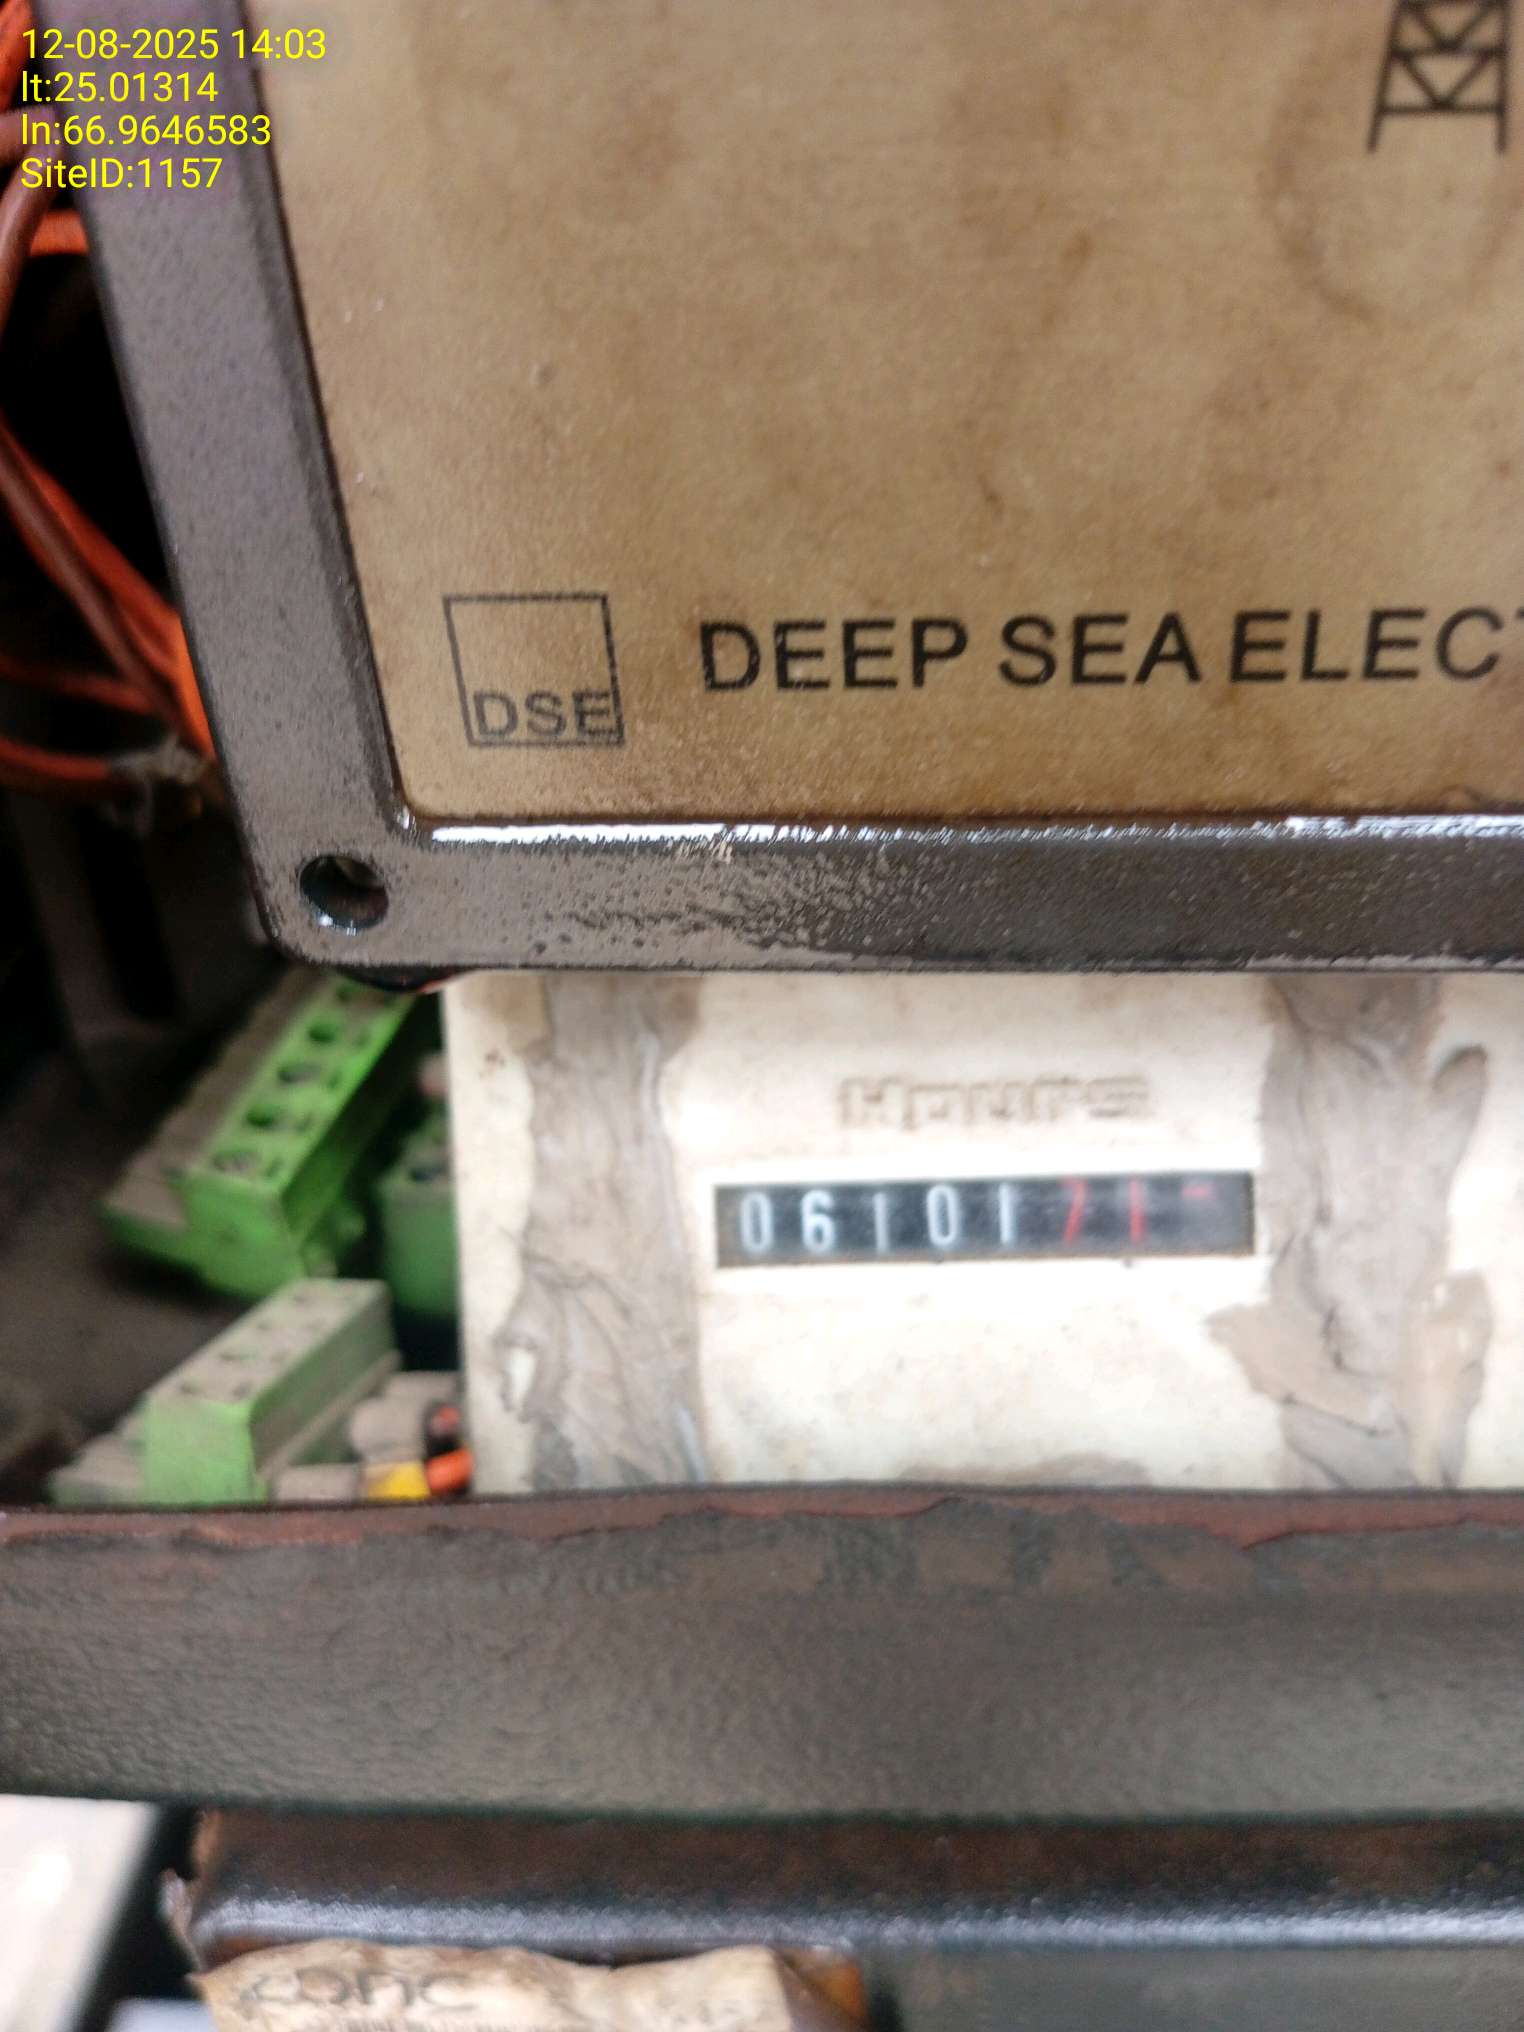 12-08-2025 14:03
lt:25.01314
ln:66.9646583
SiteID:1157
DSE
DEEP SEA ELECT
Hours
0610171